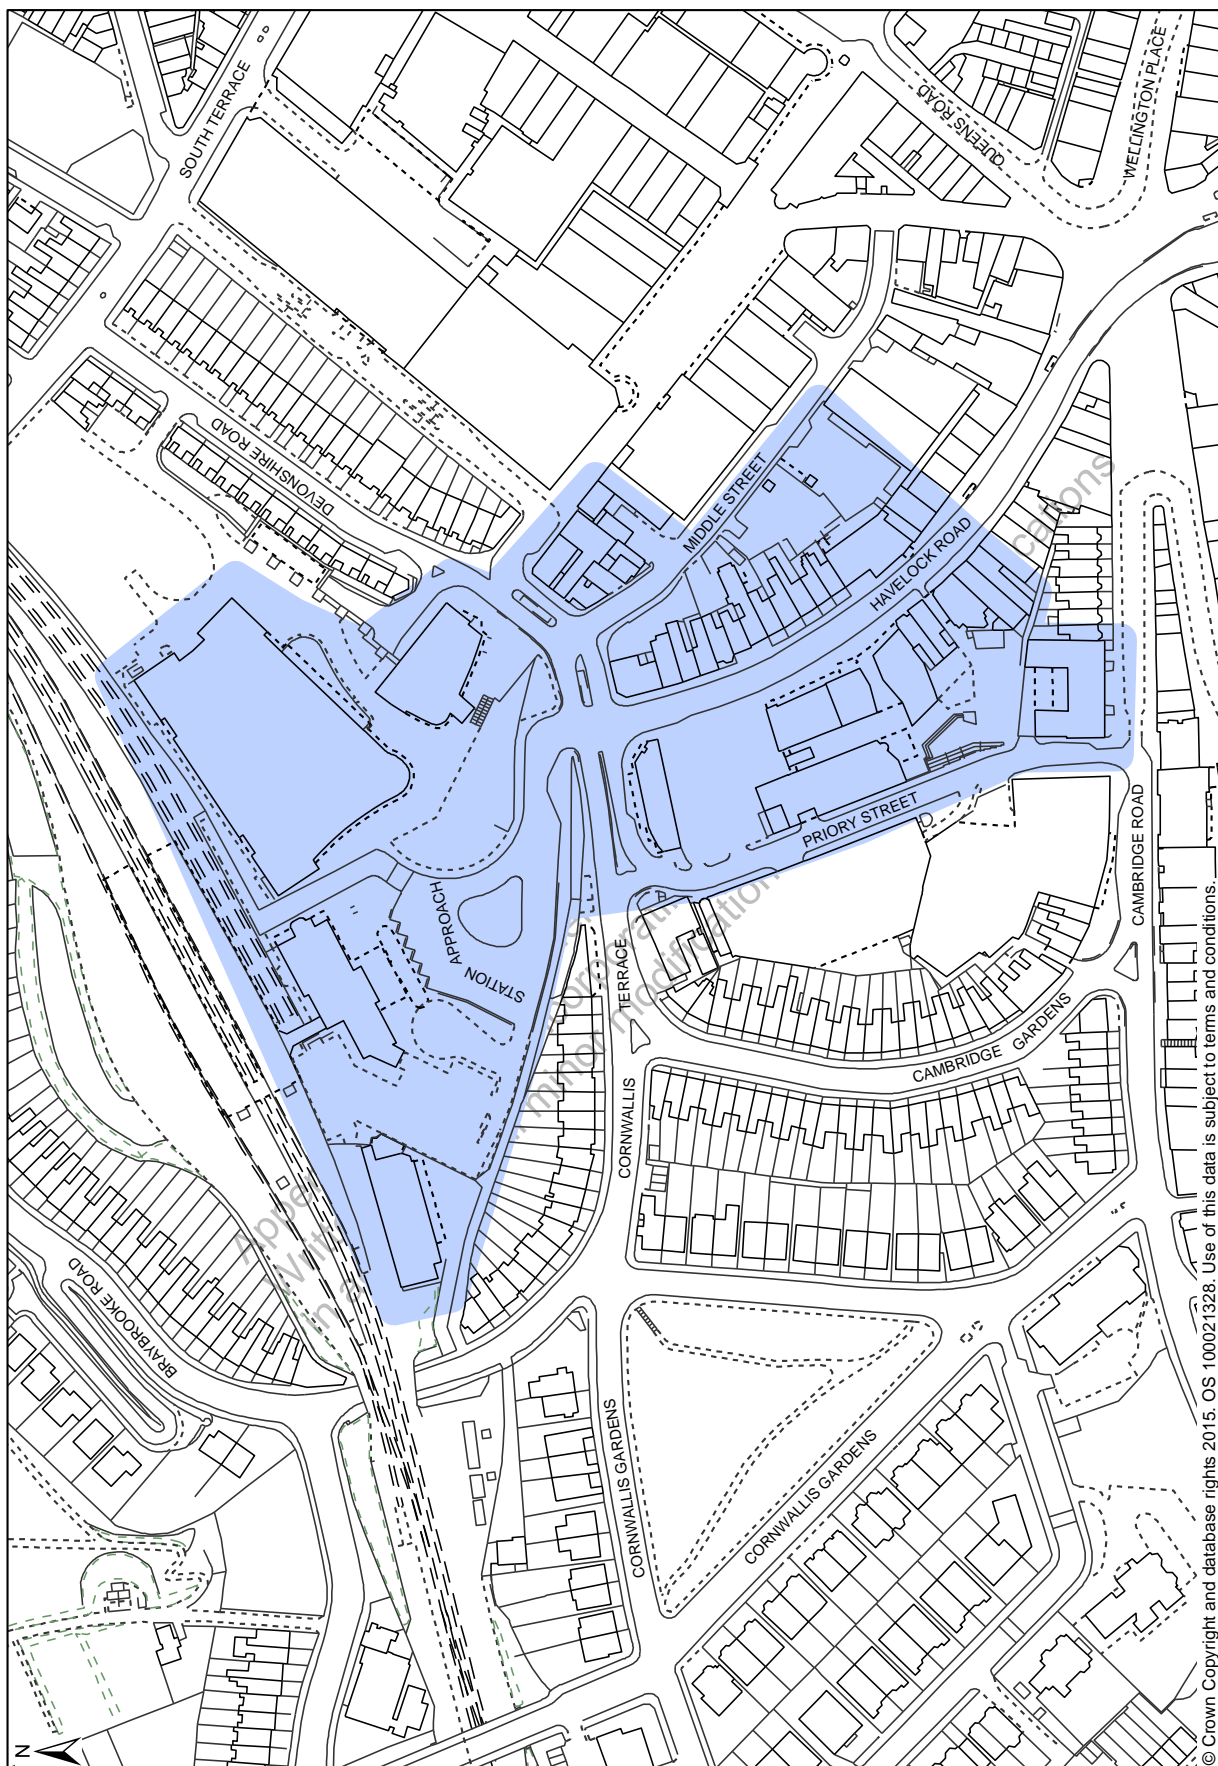 SOUTH TERRACE
QUEENS ROAD
WELLINGTON PLACE
DEVONSHIRE ROAD
MIDDLE STREET
HAVELOCK ROAD
PRIORY STREET
STATION
APPROACH
CAMBRIDGE ROAD
CORNWALLIS
TERRACE
CAMBRIDGE GARDENS
BRAYBROOKE ROAD
CORNWALLIS GARDENS
CORNWALLIS GARDENS
N
© Crown Copyright and database rights 2015. OS 100021328. Use of this data is subject to terms and conditions.
minor modification